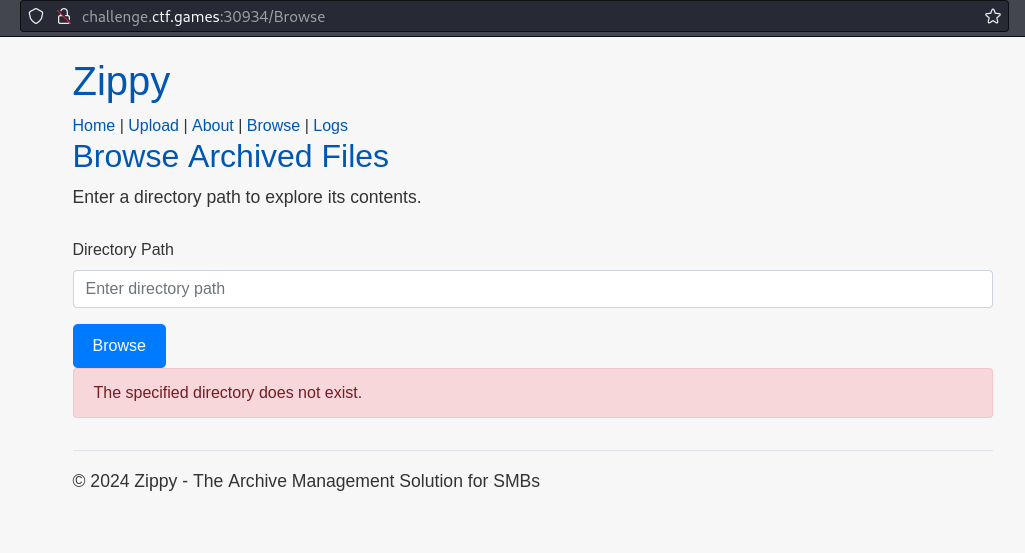 challenge.ctf.games:30934/Browse
Zippy
Home | Upload | About | Browse | Logs
Browse Archived Files
Enter a directory path to explore its contents.
Directory Path
Enter directory path
Browse
The specified directory does not exist.
© 2024 Zippy - The Archive Management Solution for SMBs